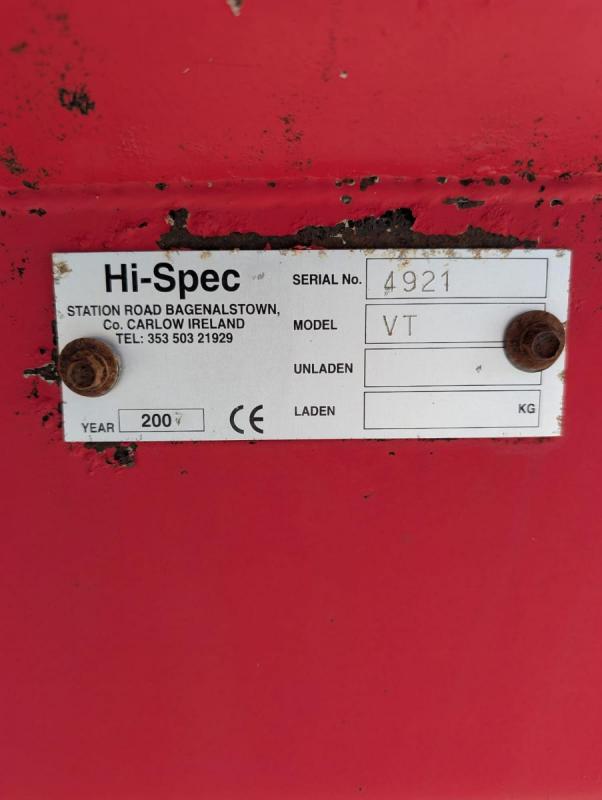 Hi-Spec
STATION ROAD BAGENALSTOWN,
Co. CARLOW IRELAND
TEL: 353 503 21929
YEAR 200
CE
SERIAL No. 4921
MODEL VT
UNLADEN
LADEN KG